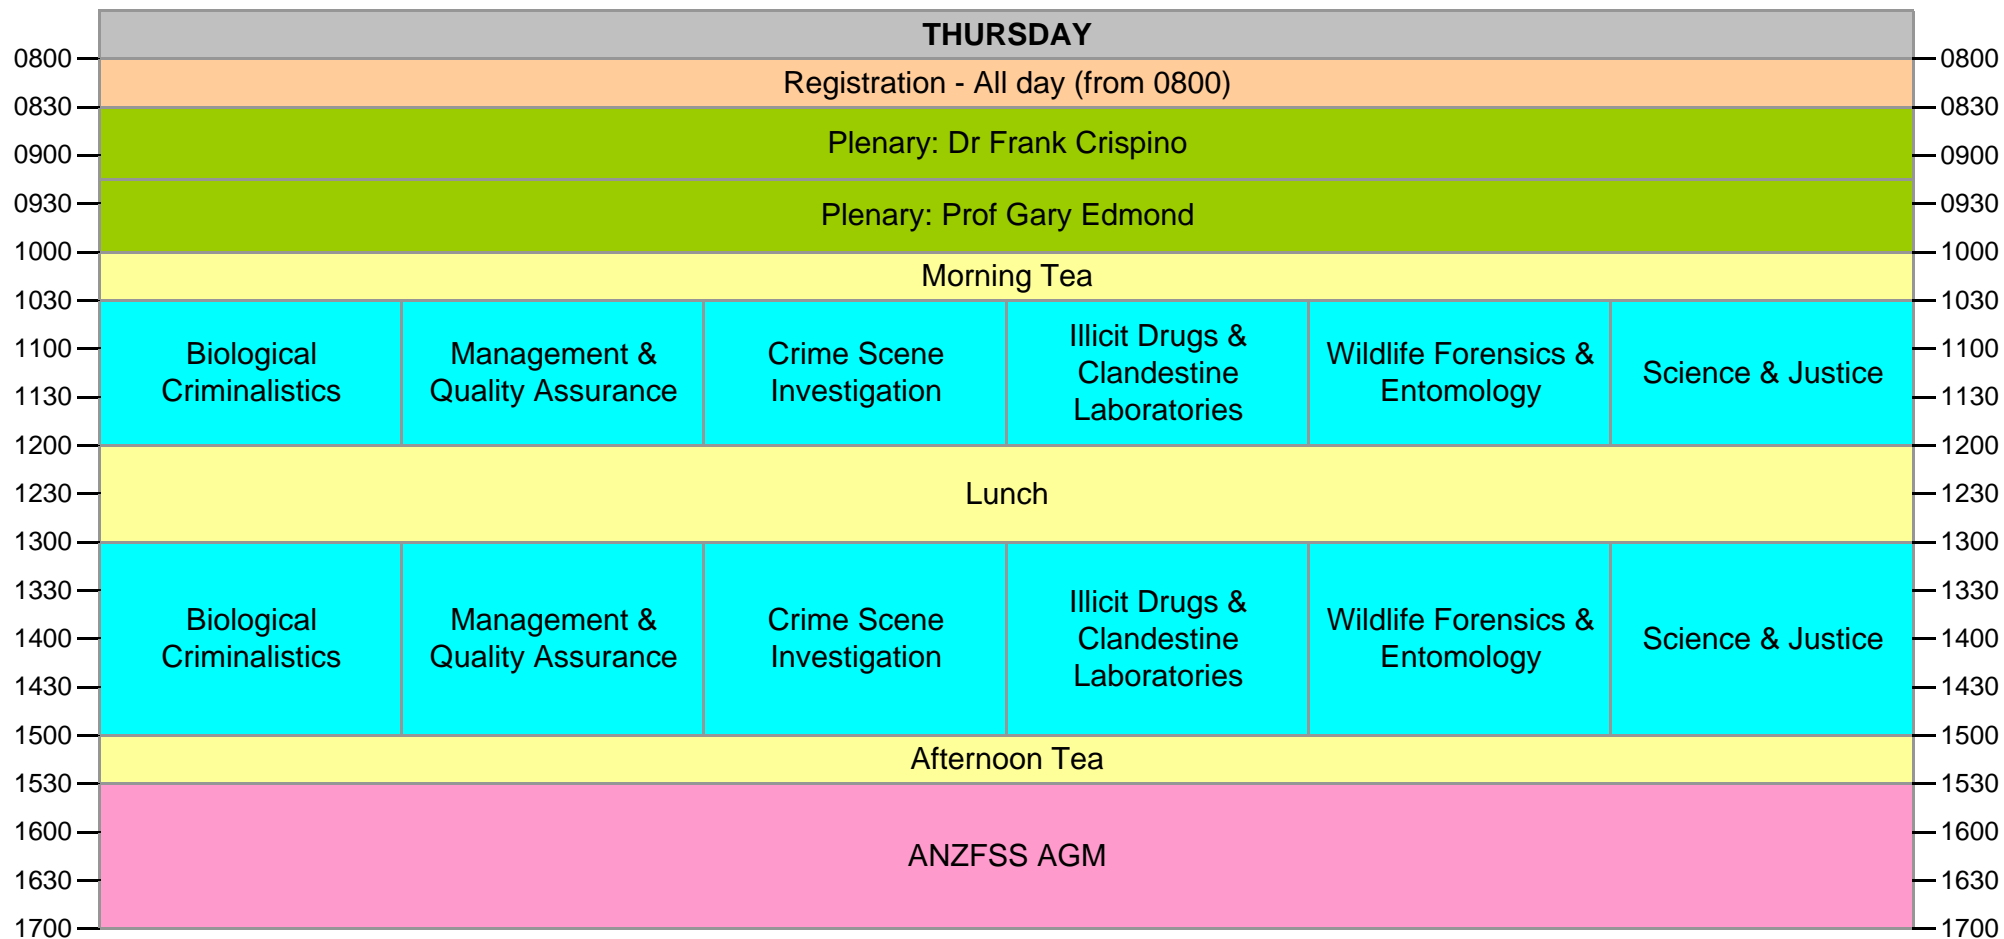 THURSDAY
0800 0800
Registration - All day (from 0800)
0830 0830
Plenary: Dr Frank Crispino
0900 0900
0930 0930
Plenary: Prof Gary Edmond
1000 1000
Morning Tea
1030 1030
Biological
Criminalistics
Management &
Quality Assurance
Crime Scene
Investigation
Illicit Drugs &
Clandestine
Laboratories
Wildlife Forensics &
Entomology
Science & Justice
1100 1100
1130 1130
1200 1200
Lunch
1230 1230
1300 1300
1330 1330
Biological
Criminalistics
Management &
Quality Assurance
Crime Scene
Investigation
Illicit Drugs &
Clandestine
Laboratories
Wildlife Forensics &
Entomology
Science & Justice
1400 1400
1430 1430
1500 1500
Afternoon Tea
1530 1530
1600 1600
ANZFSS AGM
1630 1630
1700 1700